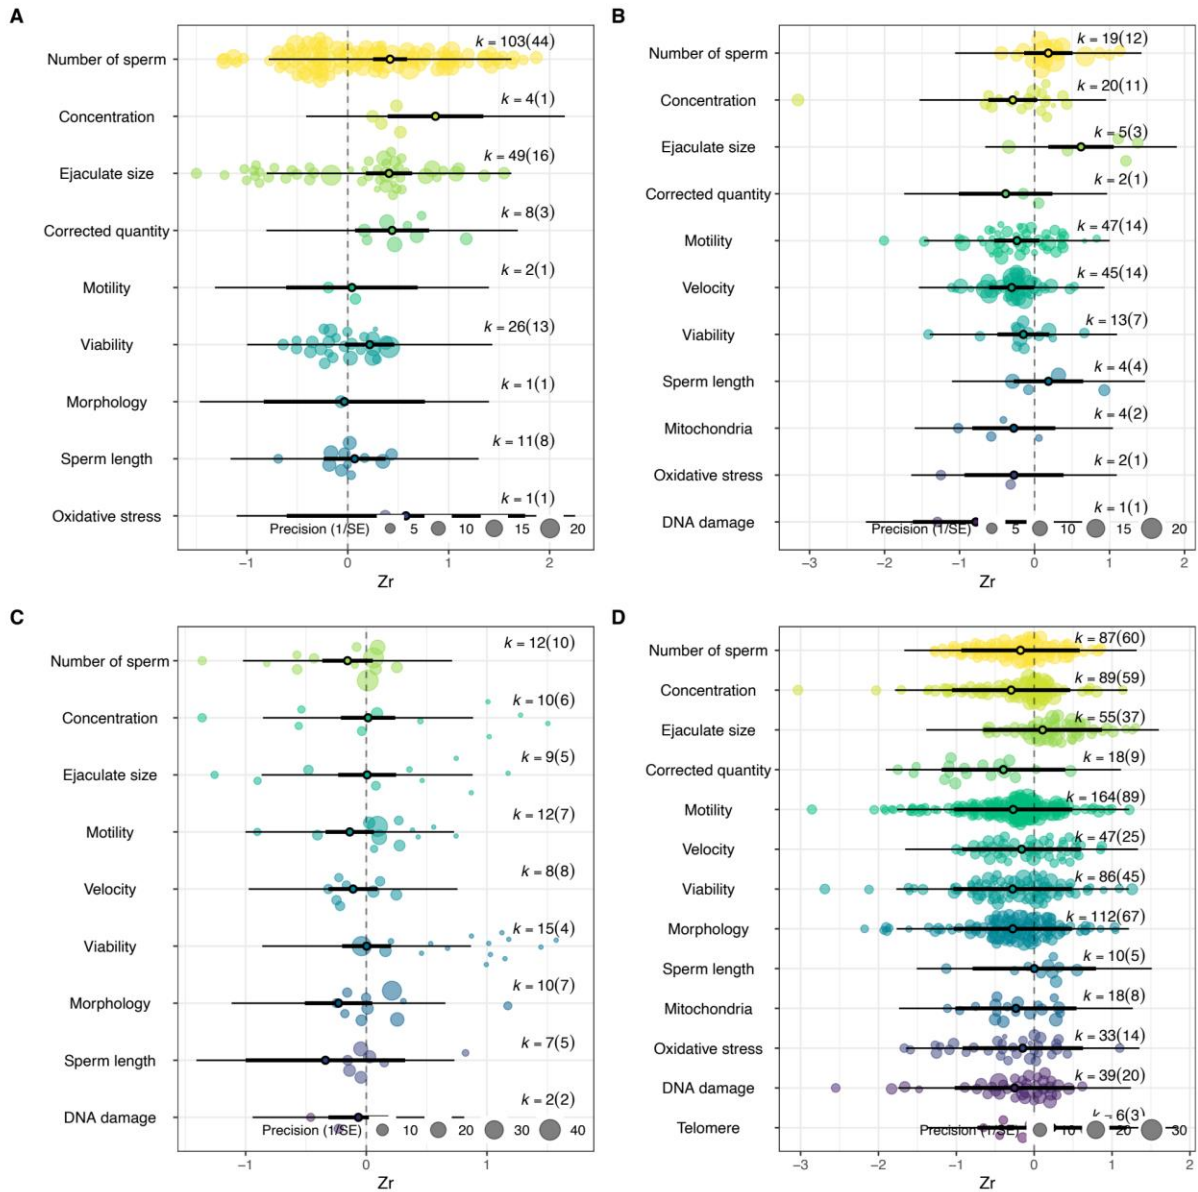 A
Number of sperm
k = 103(44)
Concentration
k = 4(1)
Ejaculate size
k = 49(16)
Corrected quantity
k = 8(3)
Motility
k = 2(1)
Viability
k = 26(13)
Morphology
k = 1(1)
Sperm length
k = 11(8)
Oxidative stress
k = 1(1)
Precision (1/SE) 5 10 15 20
−1 0 1 2
Zr
B
Number of sperm
k = 19(12)
Concentration
k = 20(11)
Ejaculate size
k = 5(3)
Corrected quantity
k = 2(1)
Motility
k = 47(14)
Velocity
k = 45(14)
Viability
k = 13(7)
Sperm length
k = 4(4)
Mitochondria
k = 4(2)
Oxidative stress
k = 2(1)
DNA damage
k = 1(1)
Precision (1/SE) 5 10 15 20
−3 −2 −1 0 1 2
Zr
C
Number of sperm
k = 12(10)
Concentration
k = 10(6)
Ejaculate size
k = 9(5)
Motility
k = 12(7)
Velocity
k = 8(8)
Viability
k = 15(4)
Morphology
k = 10(7)
Sperm length
k = 7(5)
DNA damage
k = 2(2)
Precision (1/SE) 10 20 30 40
−1 0 1
Zr
D
Number of sperm
k = 87(60)
Concentration
k = 89(59)
Ejaculate size
k = 55(37)
Corrected quantity
k = 18(9)
Motility
k = 164(89)
Velocity
k = 47(25)
Viability
k = 86(45)
Morphology
k = 112(67)
Sperm length
k = 10(5)
Mitochondria
k = 18(8)
Oxidative stress
k = 33(14)
DNA damage
k = 39(20)
Telomere
k = 6(3)
Precision (1/SE) 10 20 30
−3 −2 −1 0 1 2
Zr